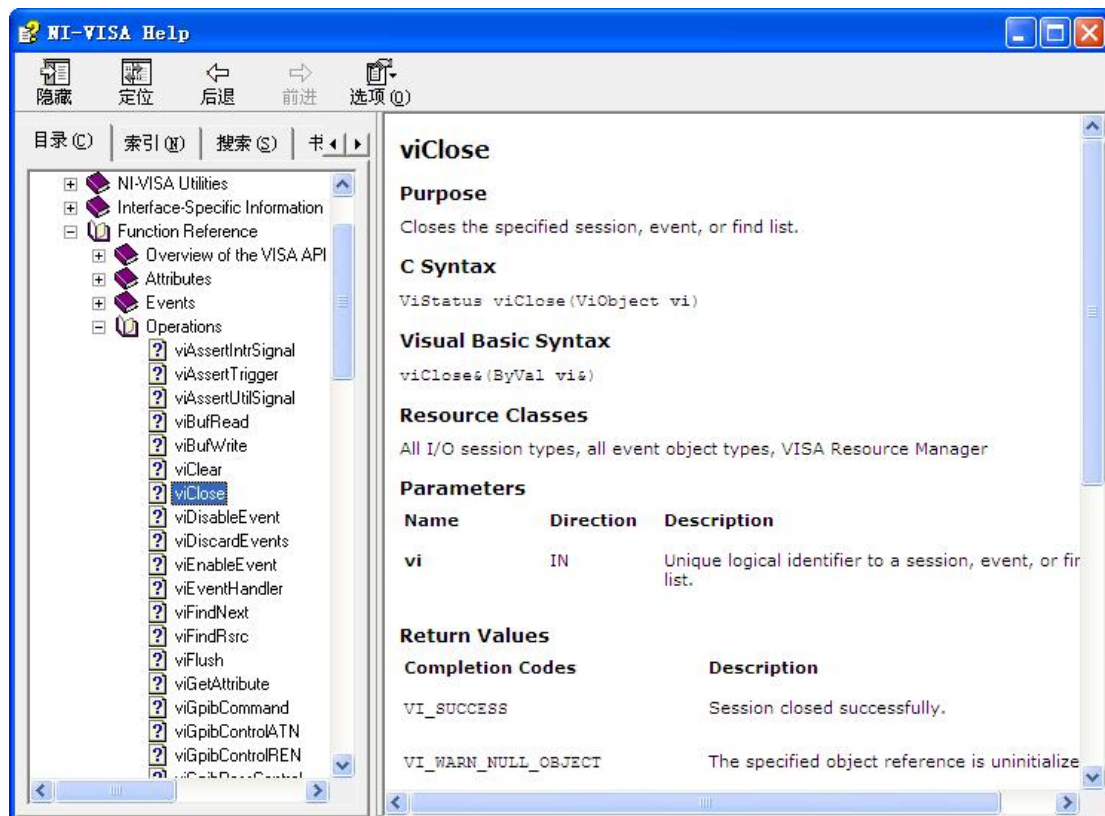 NI-VISA Help
隐藏 定位 后退 前进 选项(O)
目录(C) 索引(N) 搜索(S) 书
NI-VISA Utilities
Interface-Specific Information
Function Reference
Overview of the VISA API
Attributes
Events
Operations
viAssertIntrSignal
viAssertTrigger
viAssertUtilSignal
viBufRead
viBufWrite
viClear
viClose
viDisableEvent
viDiscardEvents
viEnableEvent
viEventHandler
viFindNext
viFindRsrc
viFlush
viGetAttribute
viGpibCommand
viGpibControlATN
viGpibControlREN
viClose
Purpose
Closes the specified session, event, or find list.
C Syntax
ViStatus viClose(ViObject vi)
Visual Basic Syntax
viClose&(ByVal vi&)
Resource Classes
All I/O session types, all event object types, VISA Resource Manager
Parameters
Name Direction Description
vi IN Unique logical identifier to a session, event, or fin
list.
Return Values
Completion Codes Description
VI_SUCCESS Session closed successfully.
VI_WARN_NULL_OBJECT The specified object reference is uninitialize